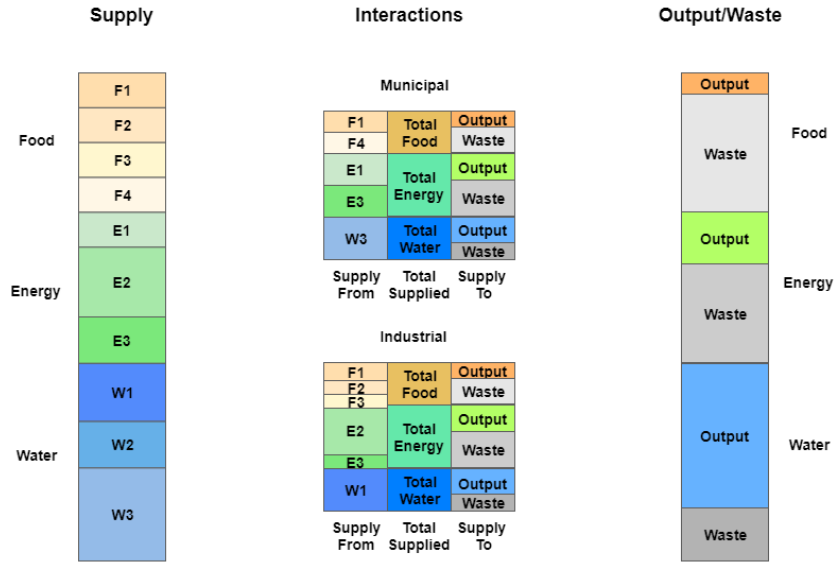 Supply
Interactions
Output/Waste
Food
Energy
Water
F1
F2
F3
F4
E1
E2
E3
W1
W2
W3
Municipal
F1
F4
E1
E3
W3
Total
Food
Total
Energy
Total
Water
Output
Waste
Output
Waste
Output
Waste
Supply
From
Total
Supplied
Supply
To
Industrial
F1
F2
F3
E2
E3
W1
Total
Food
Total
Energy
Total
Water
Output
Waste
Output
Waste
Output
Waste
Supply
From
Total
Supplied
Supply
To
Output
Waste
Output
Waste
Output
Waste
Food
Energy
Water